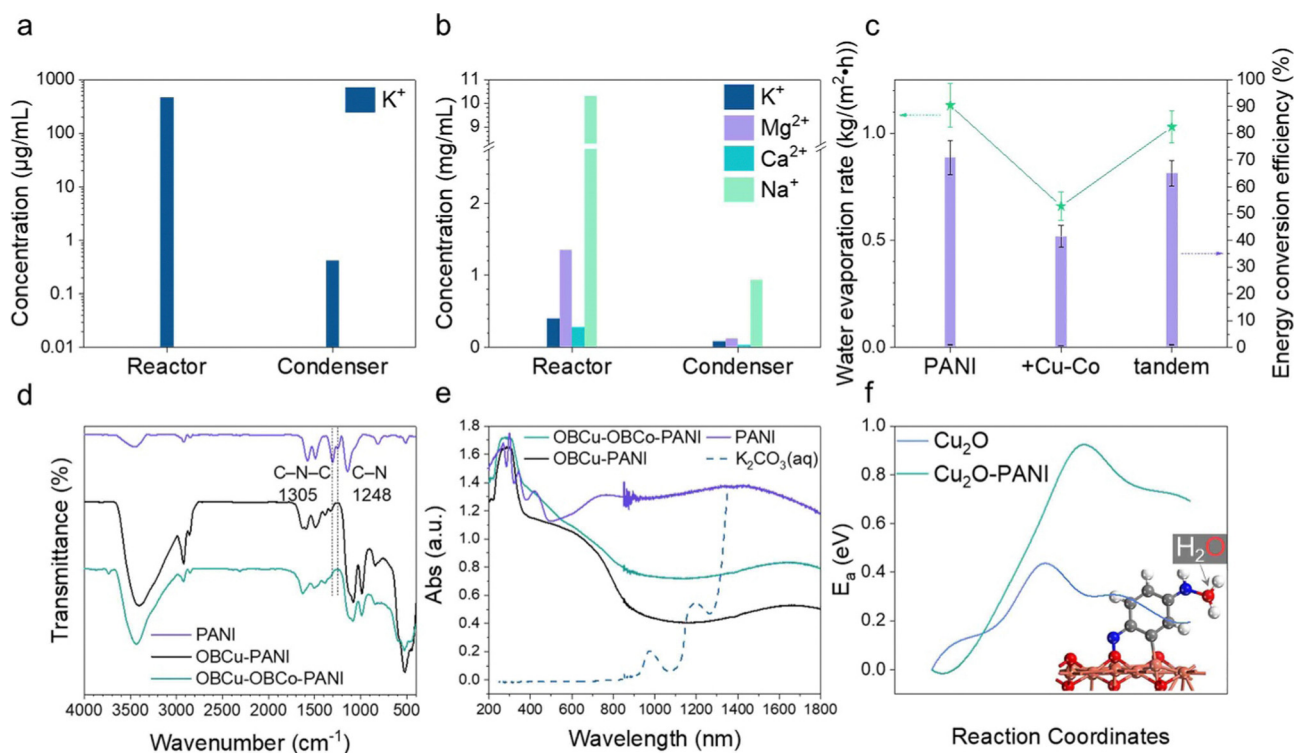 a
1000
100
10
1
0.1
0.01
Concentration (µg/mL)
K⁺
Reactor
Condenser
b
11
10
9
2
1
0
Concentration (mg/mL)
K⁺
Mg²⁺
Ca²⁺
Na⁺
Reactor
Condenser
c
1.0
0.5
0.0
Water evaporation rate (kg/(m²•h))
100
90
80
70
60
50
40
30
20
10
0
Energy conversion efficiency (%)
PANI
+Cu-Co
tandem
d
Transmittance (%)
C–N–C
1305
C–N
1248
PANI
OBCu-PANI
OBCu-OBCo-PANI
4000 3500 3000 2500 2000 1500 1000 500
Wavenumber (cm⁻¹)
e
1.8
1.6
1.4
1.2
1.0
0.8
0.6
0.4
0.2
0.0
Abs (a.u.)
OBCu-OBCo-PANI
OBCu-PANI
PANI
K₂CO₃(aq)
200 400 600 800 1000 1200 1400 1600 1800
Wavelength (nm)
f
1.0
0.8
0.6
0.4
0.2
0.0
Eₐ (eV)
Cu₂O
Cu₂O-PANI
H₂O
Reaction Coordinates